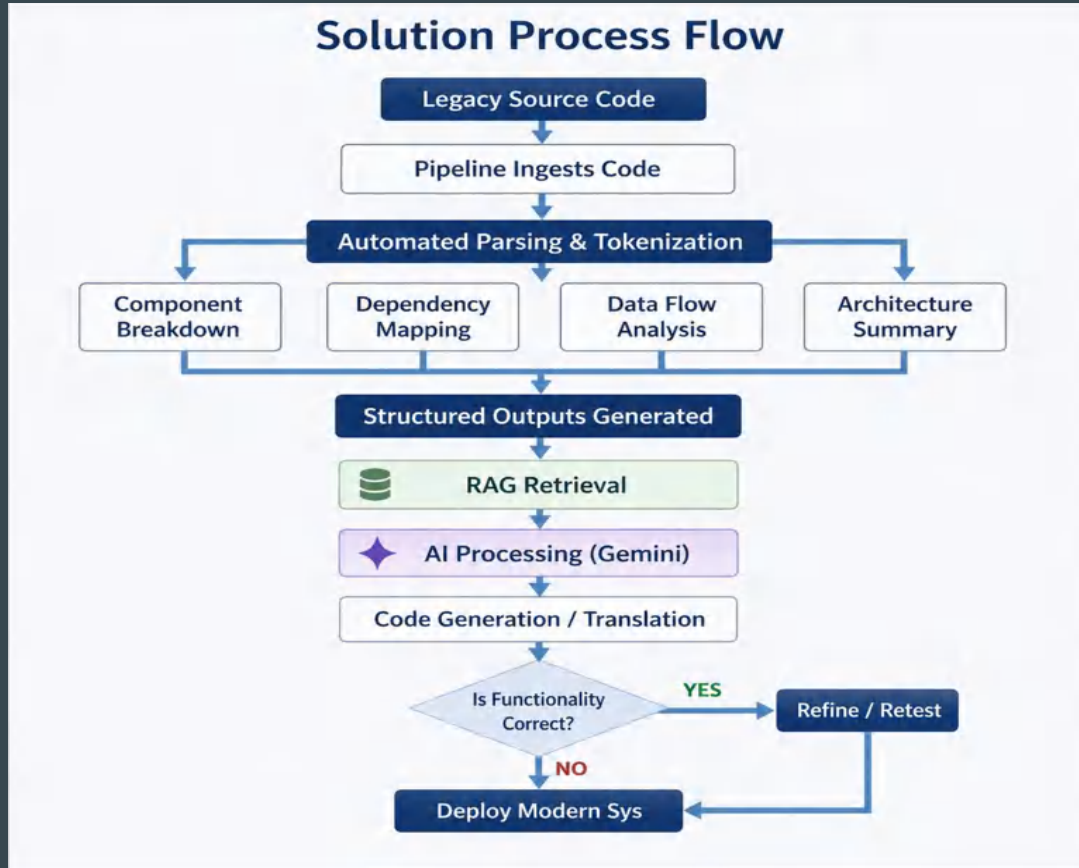 Solution Process Flow
Legacy Source Code
Pipeline Ingests Code
Automated Parsing & Tokenization
Component
Breakdown
Dependency
Mapping
Data Flow
Analysis
Architecture
Summary
Structured Outputs Generated
RAG Retrieval
AI Processing (Gemini)
Code Generation / Translation
Is Functionality
Correct?
YES
Refine / Retest
NO
Deploy Modern Sys